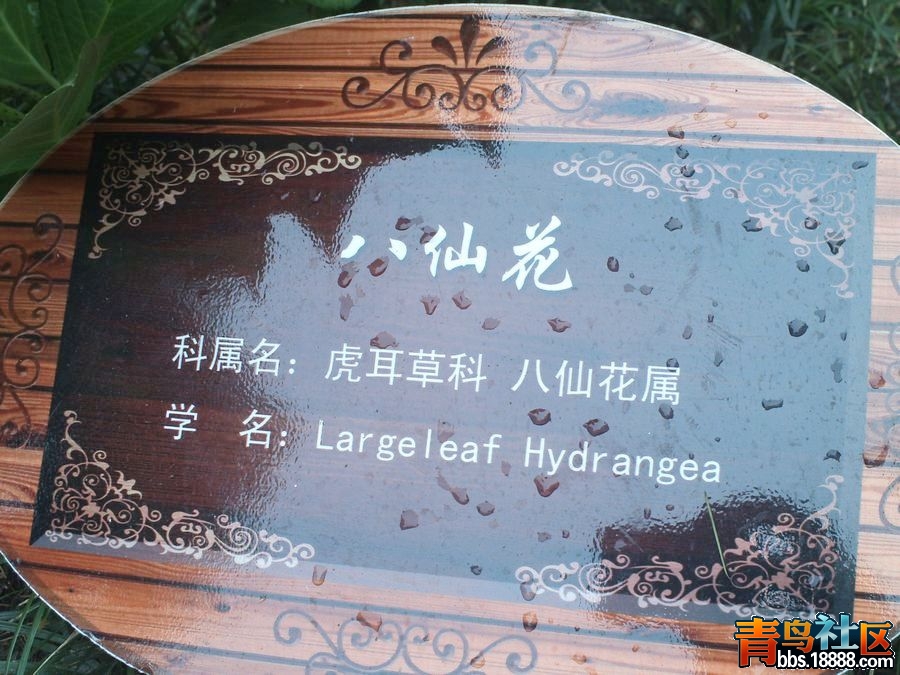 八仙花
科属名: 虎耳草科 八仙花属
学 名: Largeleaf Hydrangea
青鸟社区
bbs.18888.com